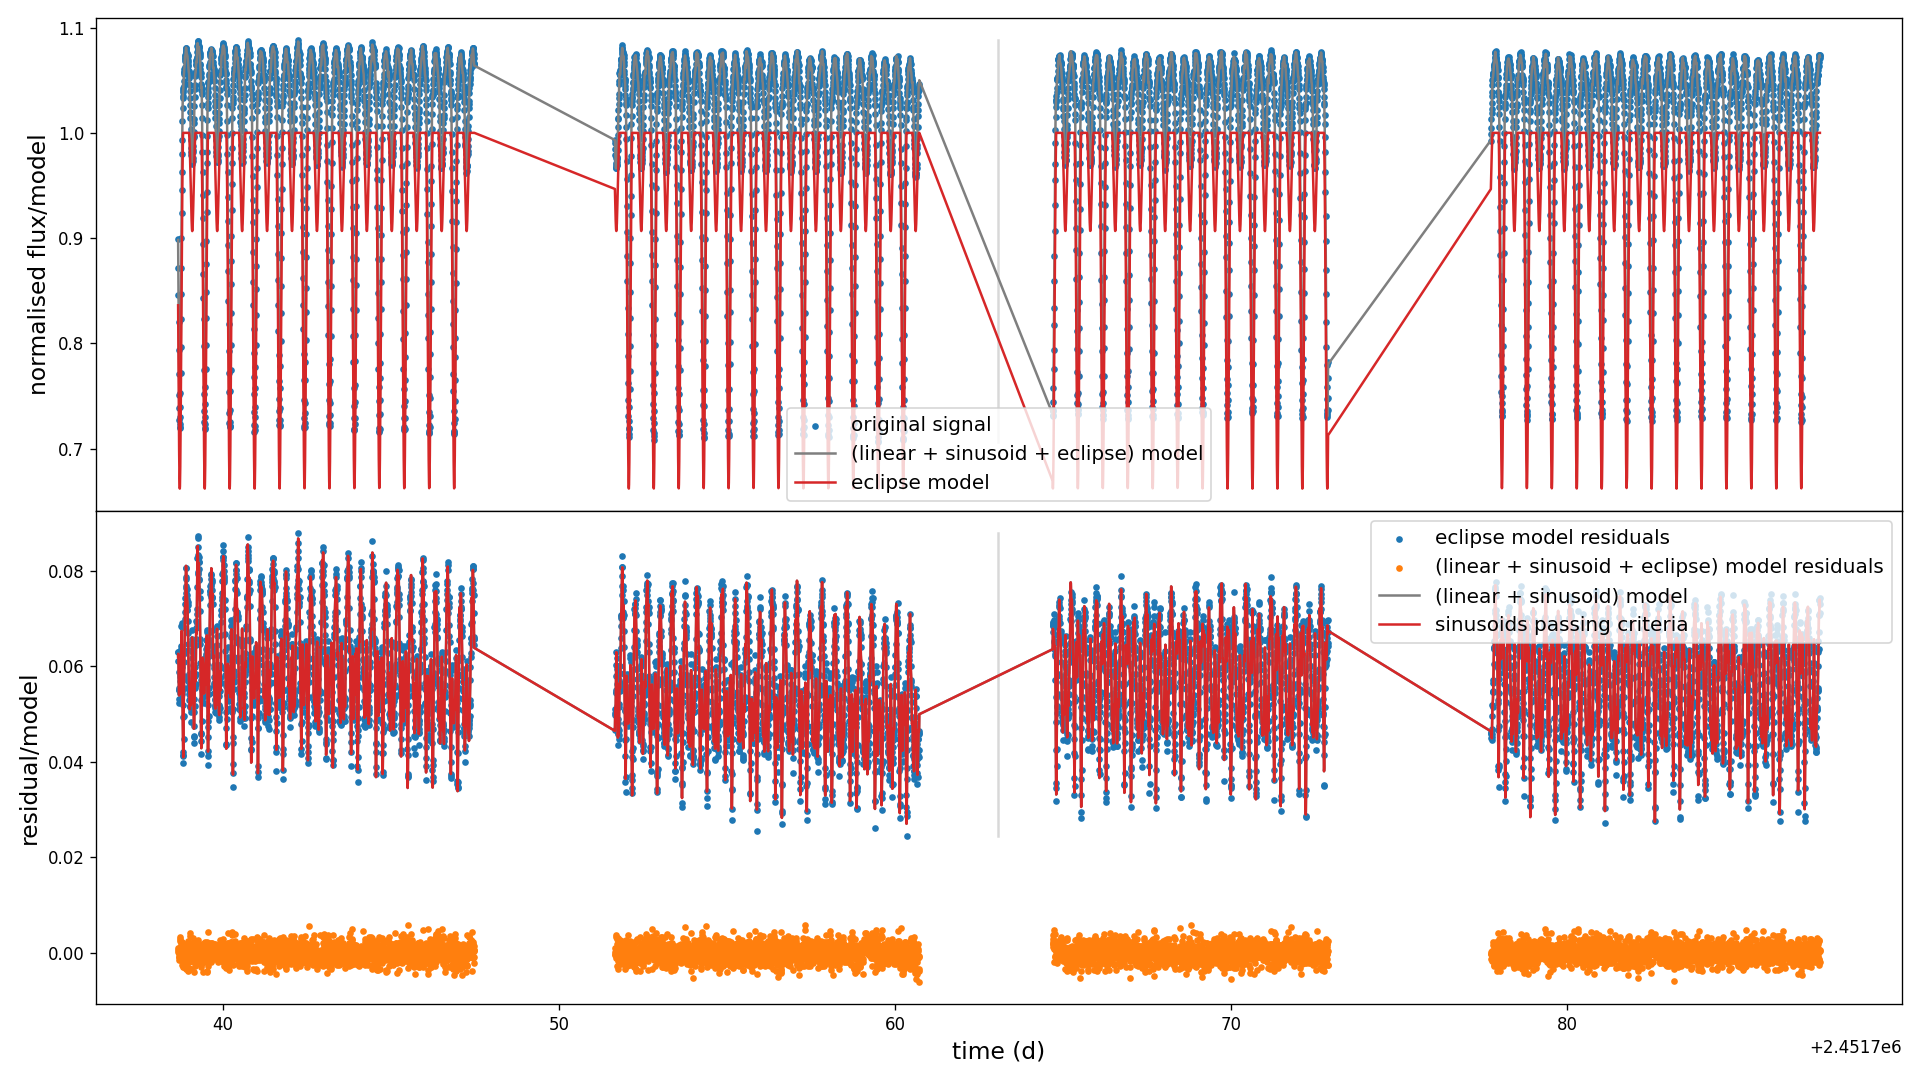 normalised flux/model
1.1
1.0
0.9
0.8
0.7
original signal
(linear + sinusoid + eclipse) model
eclipse model
residual/model
0.08
0.06
0.04
0.02
0.00
eclipse model residuals
(linear + sinusoid + eclipse) model residuals
(linear + sinusoid) model
sinusoids passing criteria
40
50
60
70
80
time (d)
+2.4517e6